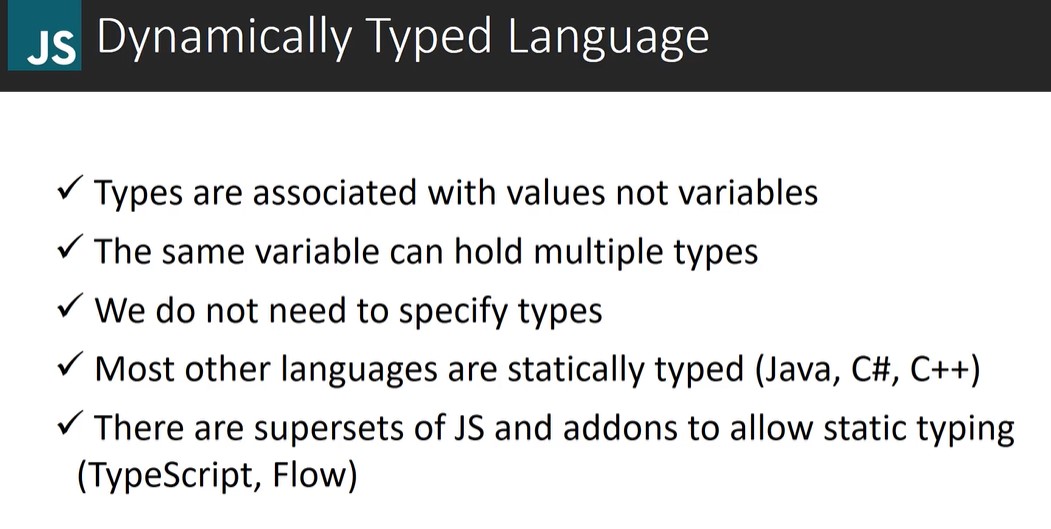 JS Dynamically Typed Language
✓ Types are associated with values not variables
✓ The same variable can hold multiple types
✓ We do not need to specify types
✓ Most other languages are statically typed (Java, C#, C++)
✓ There are supersets of JS and addons to allow static typing
(TypeScript, Flow)